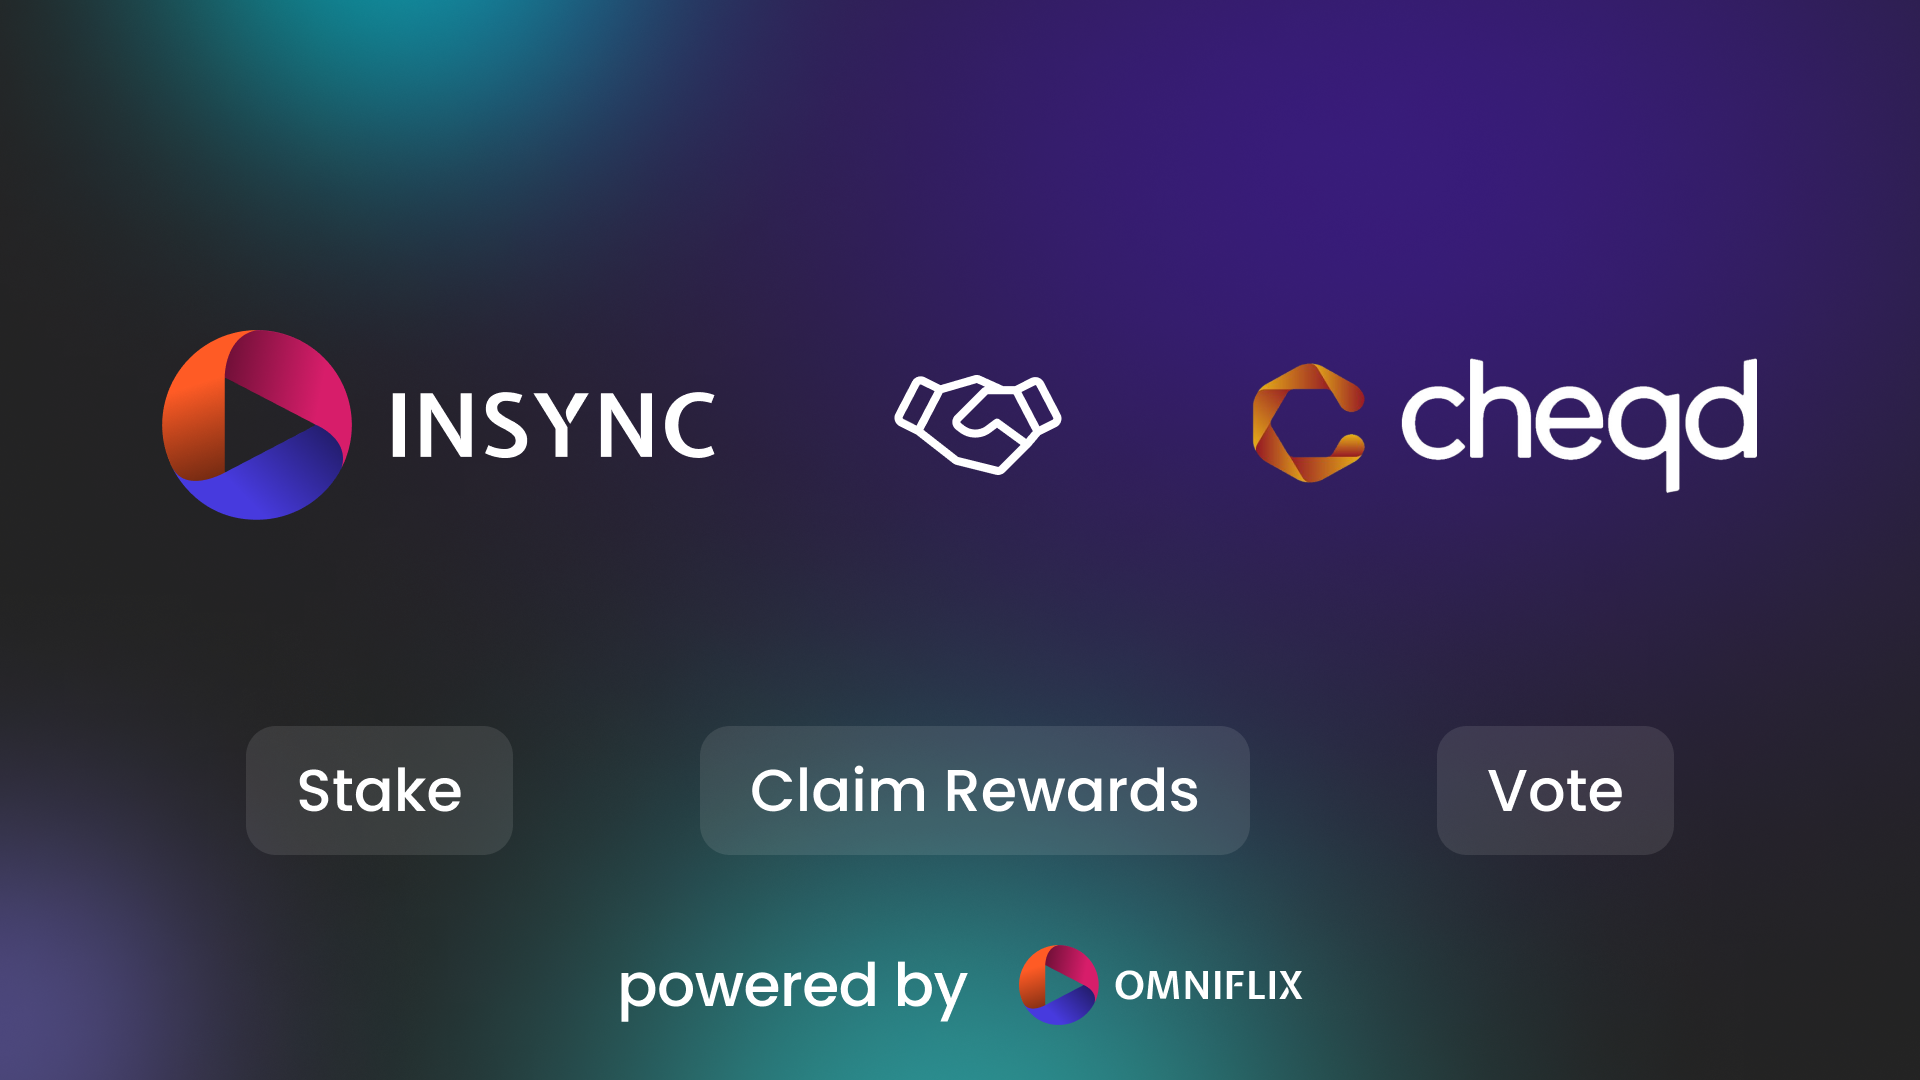 INSYNC
cheqd
Stake
Claim Rewards
Vote
powered by OMNIFLIX